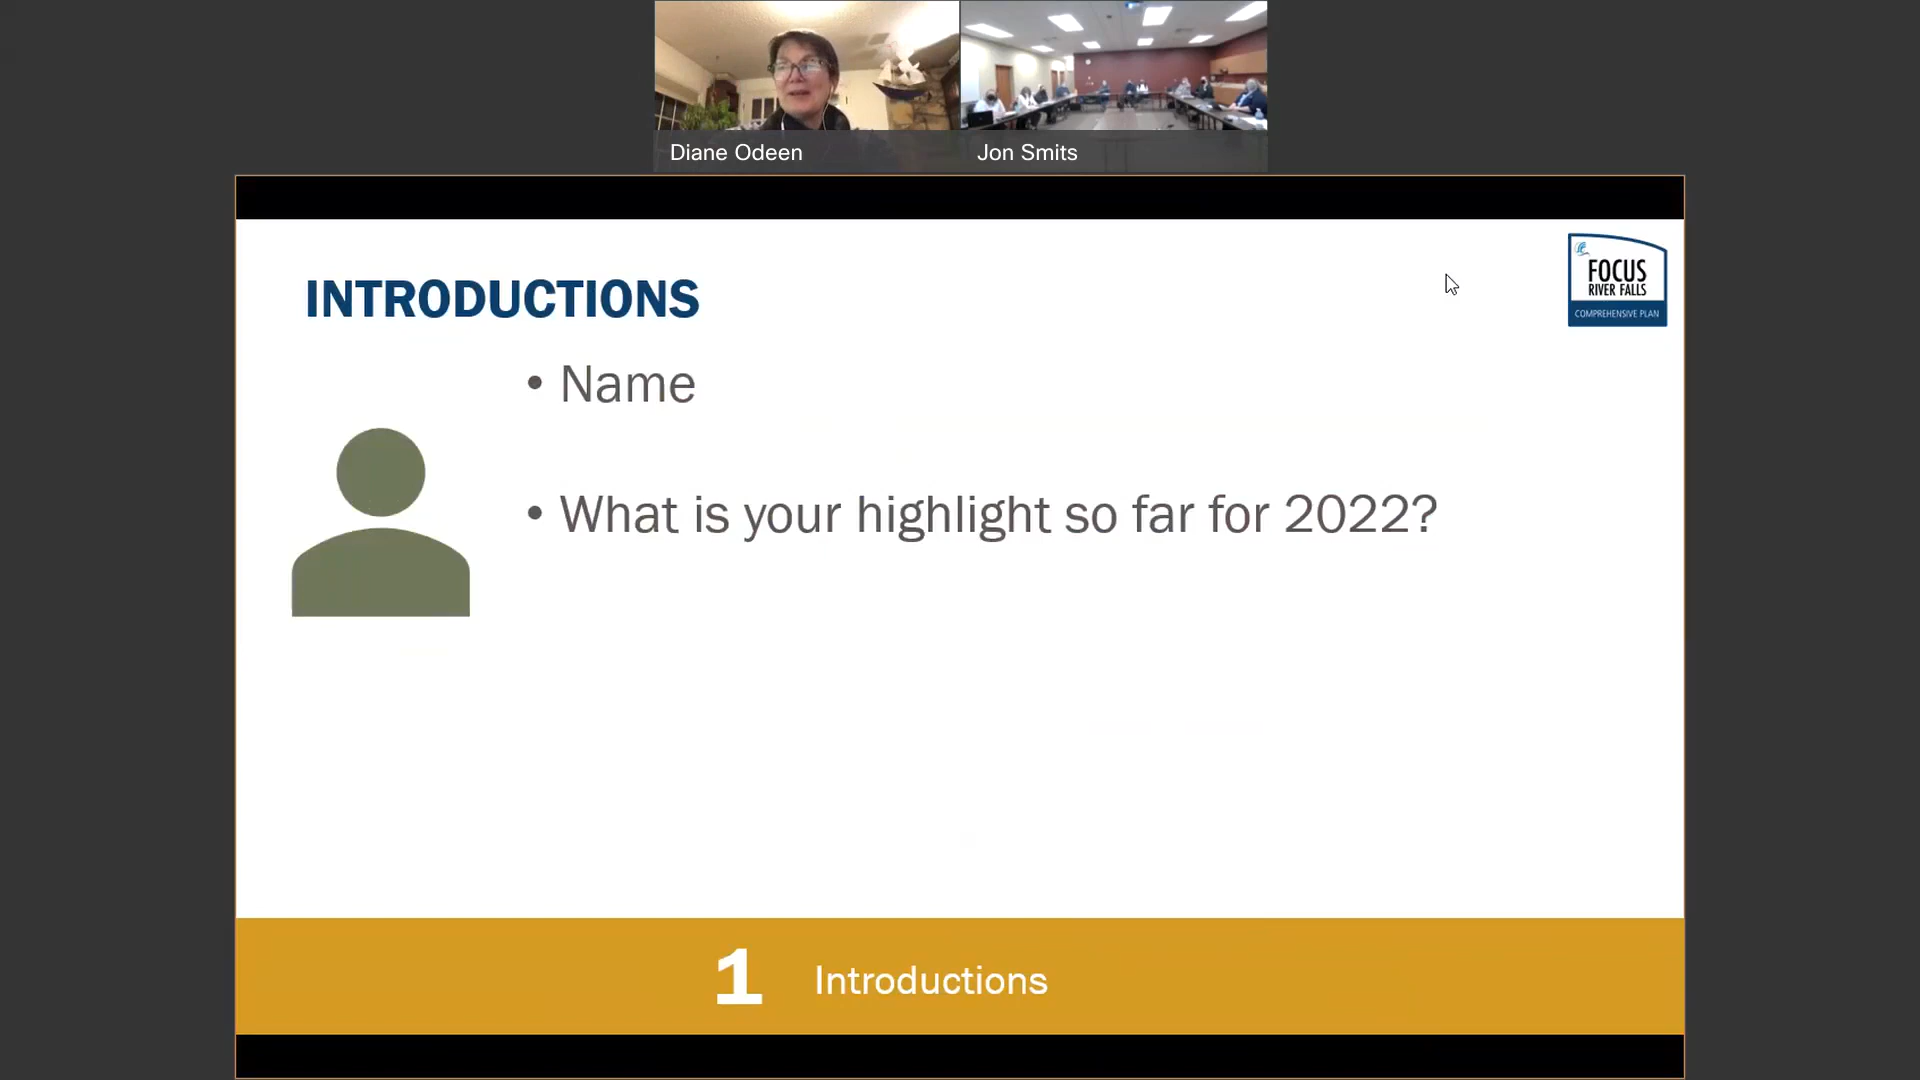 Diane Odeen
Jon Smits
FOCUS
RIVER FALLS
COMPREHENSIVE PLAN
INTRODUCTIONS
• Name
• What is your highlight so far for 2022?
1 Introductions